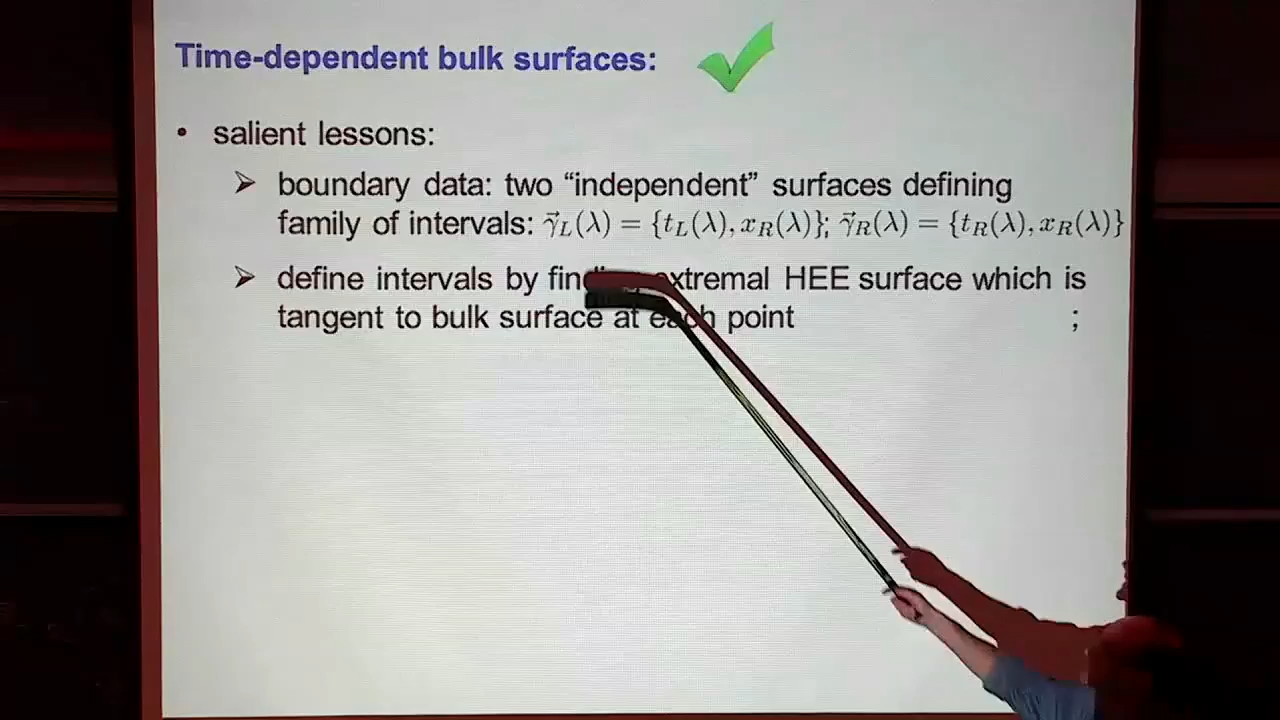 Time-dependent bulk surfaces:
• salient lessons:
➢ boundary data: two “independent” surfaces defining
family of intervals: $\vec{\gamma}_L(\lambda) = \{t_L(\lambda), x_R(\lambda)\}$; $\vec{\gamma}_R(\lambda) = \{t_R(\lambda), x_R(\lambda)\}$
➢ define intervals by extremal HEE surface which is
tangent to bulk surface at each point ;